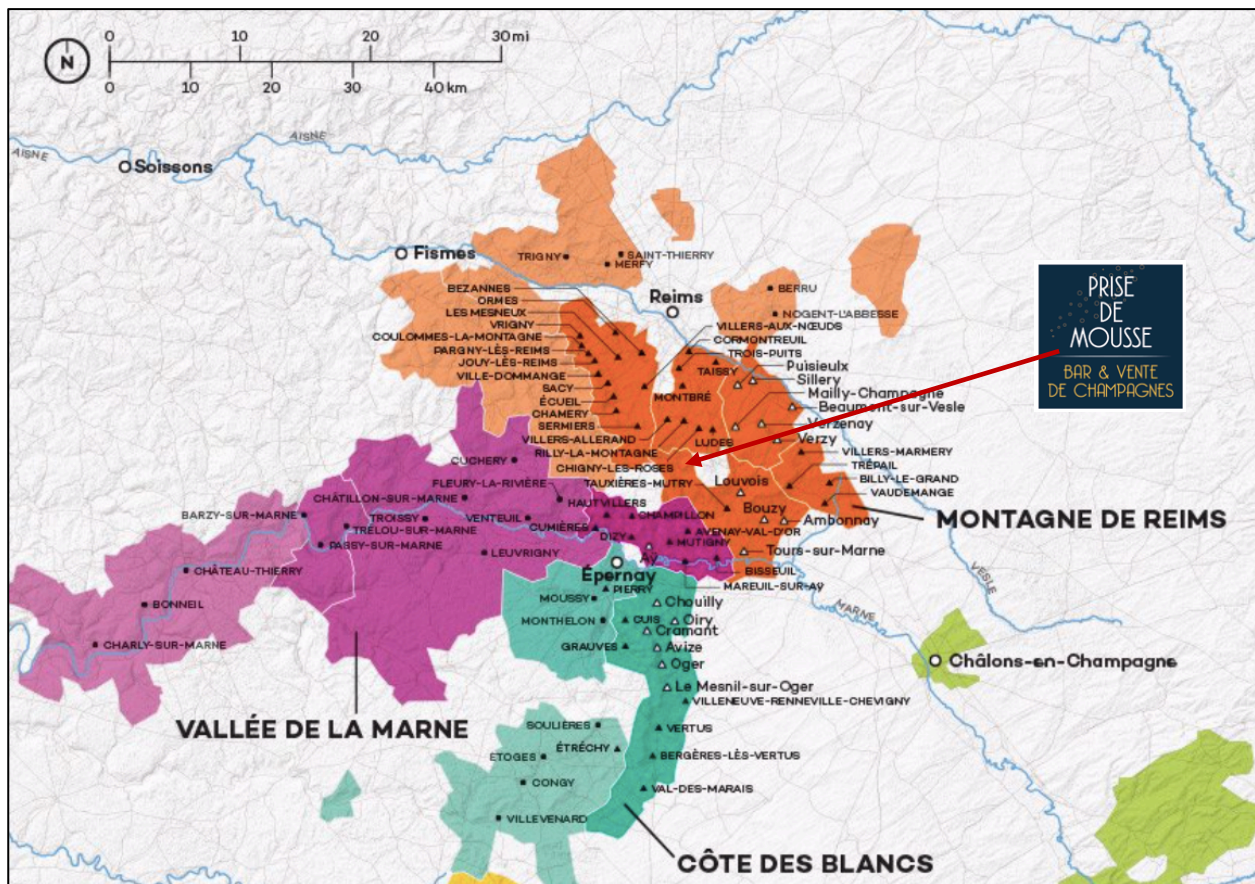 0 10 20 30mi
N
0 10 20 30 40 km
AISNE
AISNE
Soissons
Fismes
TRIGNY
SAINT-THIERRY
MERFY
Reims
BERRU
NOGENT-L'ABBESSE
PRISE
DE
MOUSSE
BAR & VENTE
DE CHAMPAGNES
BEZANNES
ORMES
LES MESNEUX
VRIGNY
COULOMMES-LA-MONTAGNE
PARGNY-LÈS-REIMS
JOUY-LÈS-REIMS
VILLE-DOMMANGE
SACY
ÉCUEIL
CHAMERY
SERMIERS
VILLERS-ALLERAND
RILLY-LA-MONTAGNE
CHIGNY-LES-ROSES
TAUXIÈRES-MUTRY
VILLERS-AUX-NŒUDS
CORMONTREUIL
TROIS-PUITS
TAISSY
Puisieulx
Sillery
MONTBRÉ
Mailly-Champagne
Beaumont-sur-Vesle
Verzenay
LUDES
Verzy
VILLERS-MARMERY
TRÉPAIL
BILLY-LE-GRAND
VAUDEMANGE
Louvois
Bouzy
Ambonnay
MONTAGNE DE REIMS
CUCHERY
FLEURY-LA-RIVIÈRE
CHÂTILLON-SUR-MARNE
HAUTVILLERS
BARZY-SUR-MARNE
TROISSY
VENTEUIL
CUMIÈRES
CHAMPILLON
TRÉLOU-SUR-MARNE
AVENAY-VAL-D'OR
PASSY-SUR-MARNE
DIZY
MUTIGNY
LEUVRIGNY
Aÿ
Tours-sur-Marne
BISSEUIL
MAREUIL-SUR-AŸ
VESLE
MARNE
CHÂTEAU-THIERRY
Épernay
PIERRY
BONNEIL
MOUSSY
Chouilly
MONTHELON
CUIS
Oiry
Cramant
CHARLY-SUR-MARNE
GRAUVES
Avize
Oger
Châlons-en-Champagne
Le Mesnil-sur-Oger
VILLENEUVE-RENNEVILLE-CHEVIGNY
VALLÉE DE LA MARNE
SOULIÈRES
VERTUS
ÉTRÉCHY
ETOGES
BERGÈRES-LÈS-VERTUS
CONGY
VAL-DES-MARAIS
VILLEVENARD
CÔTE DES BLANCS